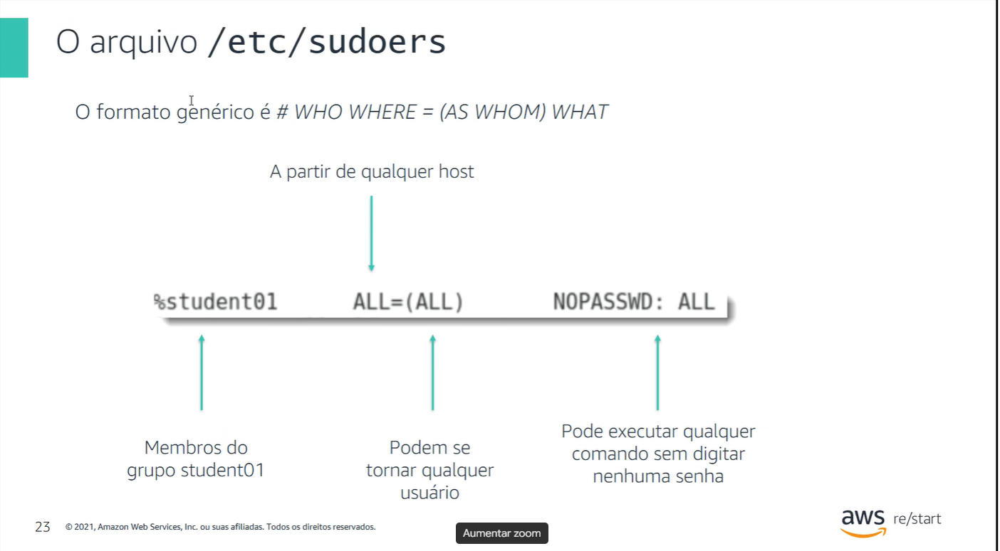 O arquivo /etc/sudoers
O formato genérico é # WHO WHERE = (AS WHOM) WHAT
A partir de qualquer host
%student01 ALL=(ALL) NOPASSWD: ALL
Membros do
grupo student01
Podem se
tornar qualquer
usuário
Pode executar qualquer
comando sem digitar
nenhuma senha
23 © 2021, Amazon Web Services, Inc. ou suas afiliadas. Todos os direitos reservados.
Aumentar zoom
aws re/start